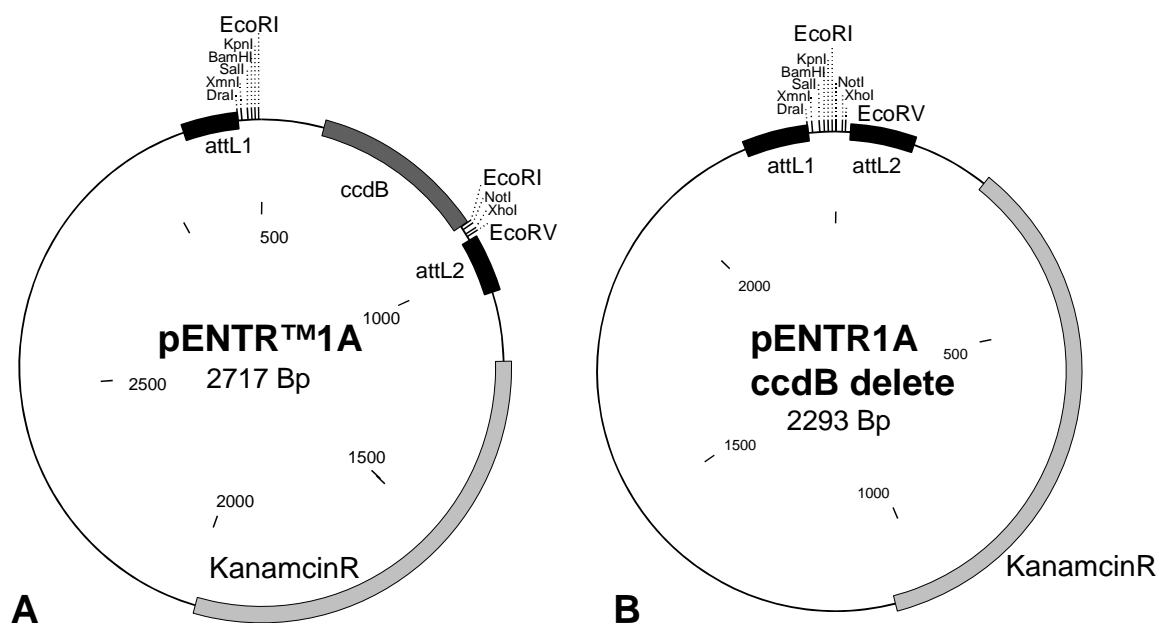 EcoRI
KpnI
BamHI
SalI
XmnI
DraI
attL1
ccdB
EcoRI
NotI
XhoI
EcoRV
attL2
500
1000
pENTR™1A
2717 Bp
2500
1500
2000
KanamcinR
A
EcoRI
KpnI
BamHI
SalI
XmnI
DraI
NotI
XhoI
EcoRV
attL1
attL2
2000
pENTR1A
ccdB delete
2293 Bp
500
1500
1000
KanamcinR
B